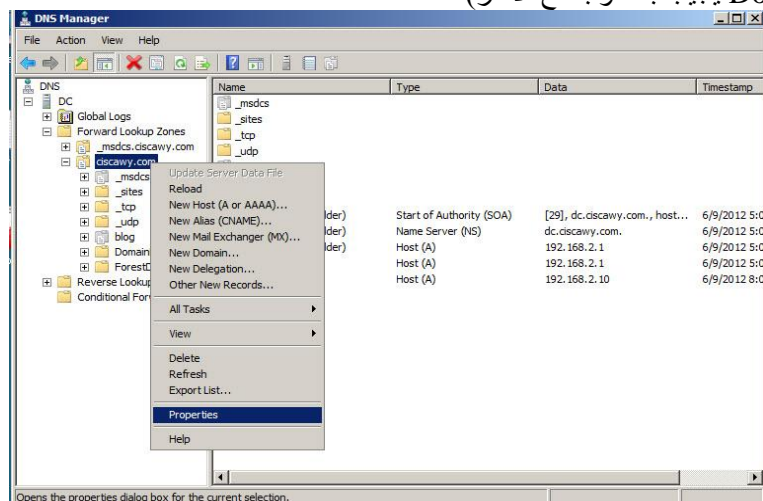 DNS Manager
File Action View Help
DNS
DC
Global Logs
Forward Lookup Zones
_msdcs.ciscawy.com
ciscawy.com
_msdcs
_sites
_tcp
_udp
blog
Domain
ForestD
Reverse Lookup
Conditional For
Name Type Data Timestamp
_msdcs
_sites
_tcp
_udp
lder) Start of Authority (SOA) [29], dc.ciscawy.com., host... 6/9/2012 5:0
lder) Name Server (NS) dc.ciscawy.com. 6/9/2012 5:0
lder) Host (A) 192.168.2.1 6/9/2012 5:0
Host (A) 192.168.2.1 6/9/2012 5:0
Host (A) 192.168.2.10 6/9/2012 8:0
Update Server Data File
Reload
New Host (A or AAAA)...
New Alias (CNAME)...
New Mail Exchanger (MX)...
New Domain...
New Delegation...
Other New Records...
All Tasks
View
Delete
Refresh
Export List...
Properties
Help
Opens the properties dialog box for the current selection.